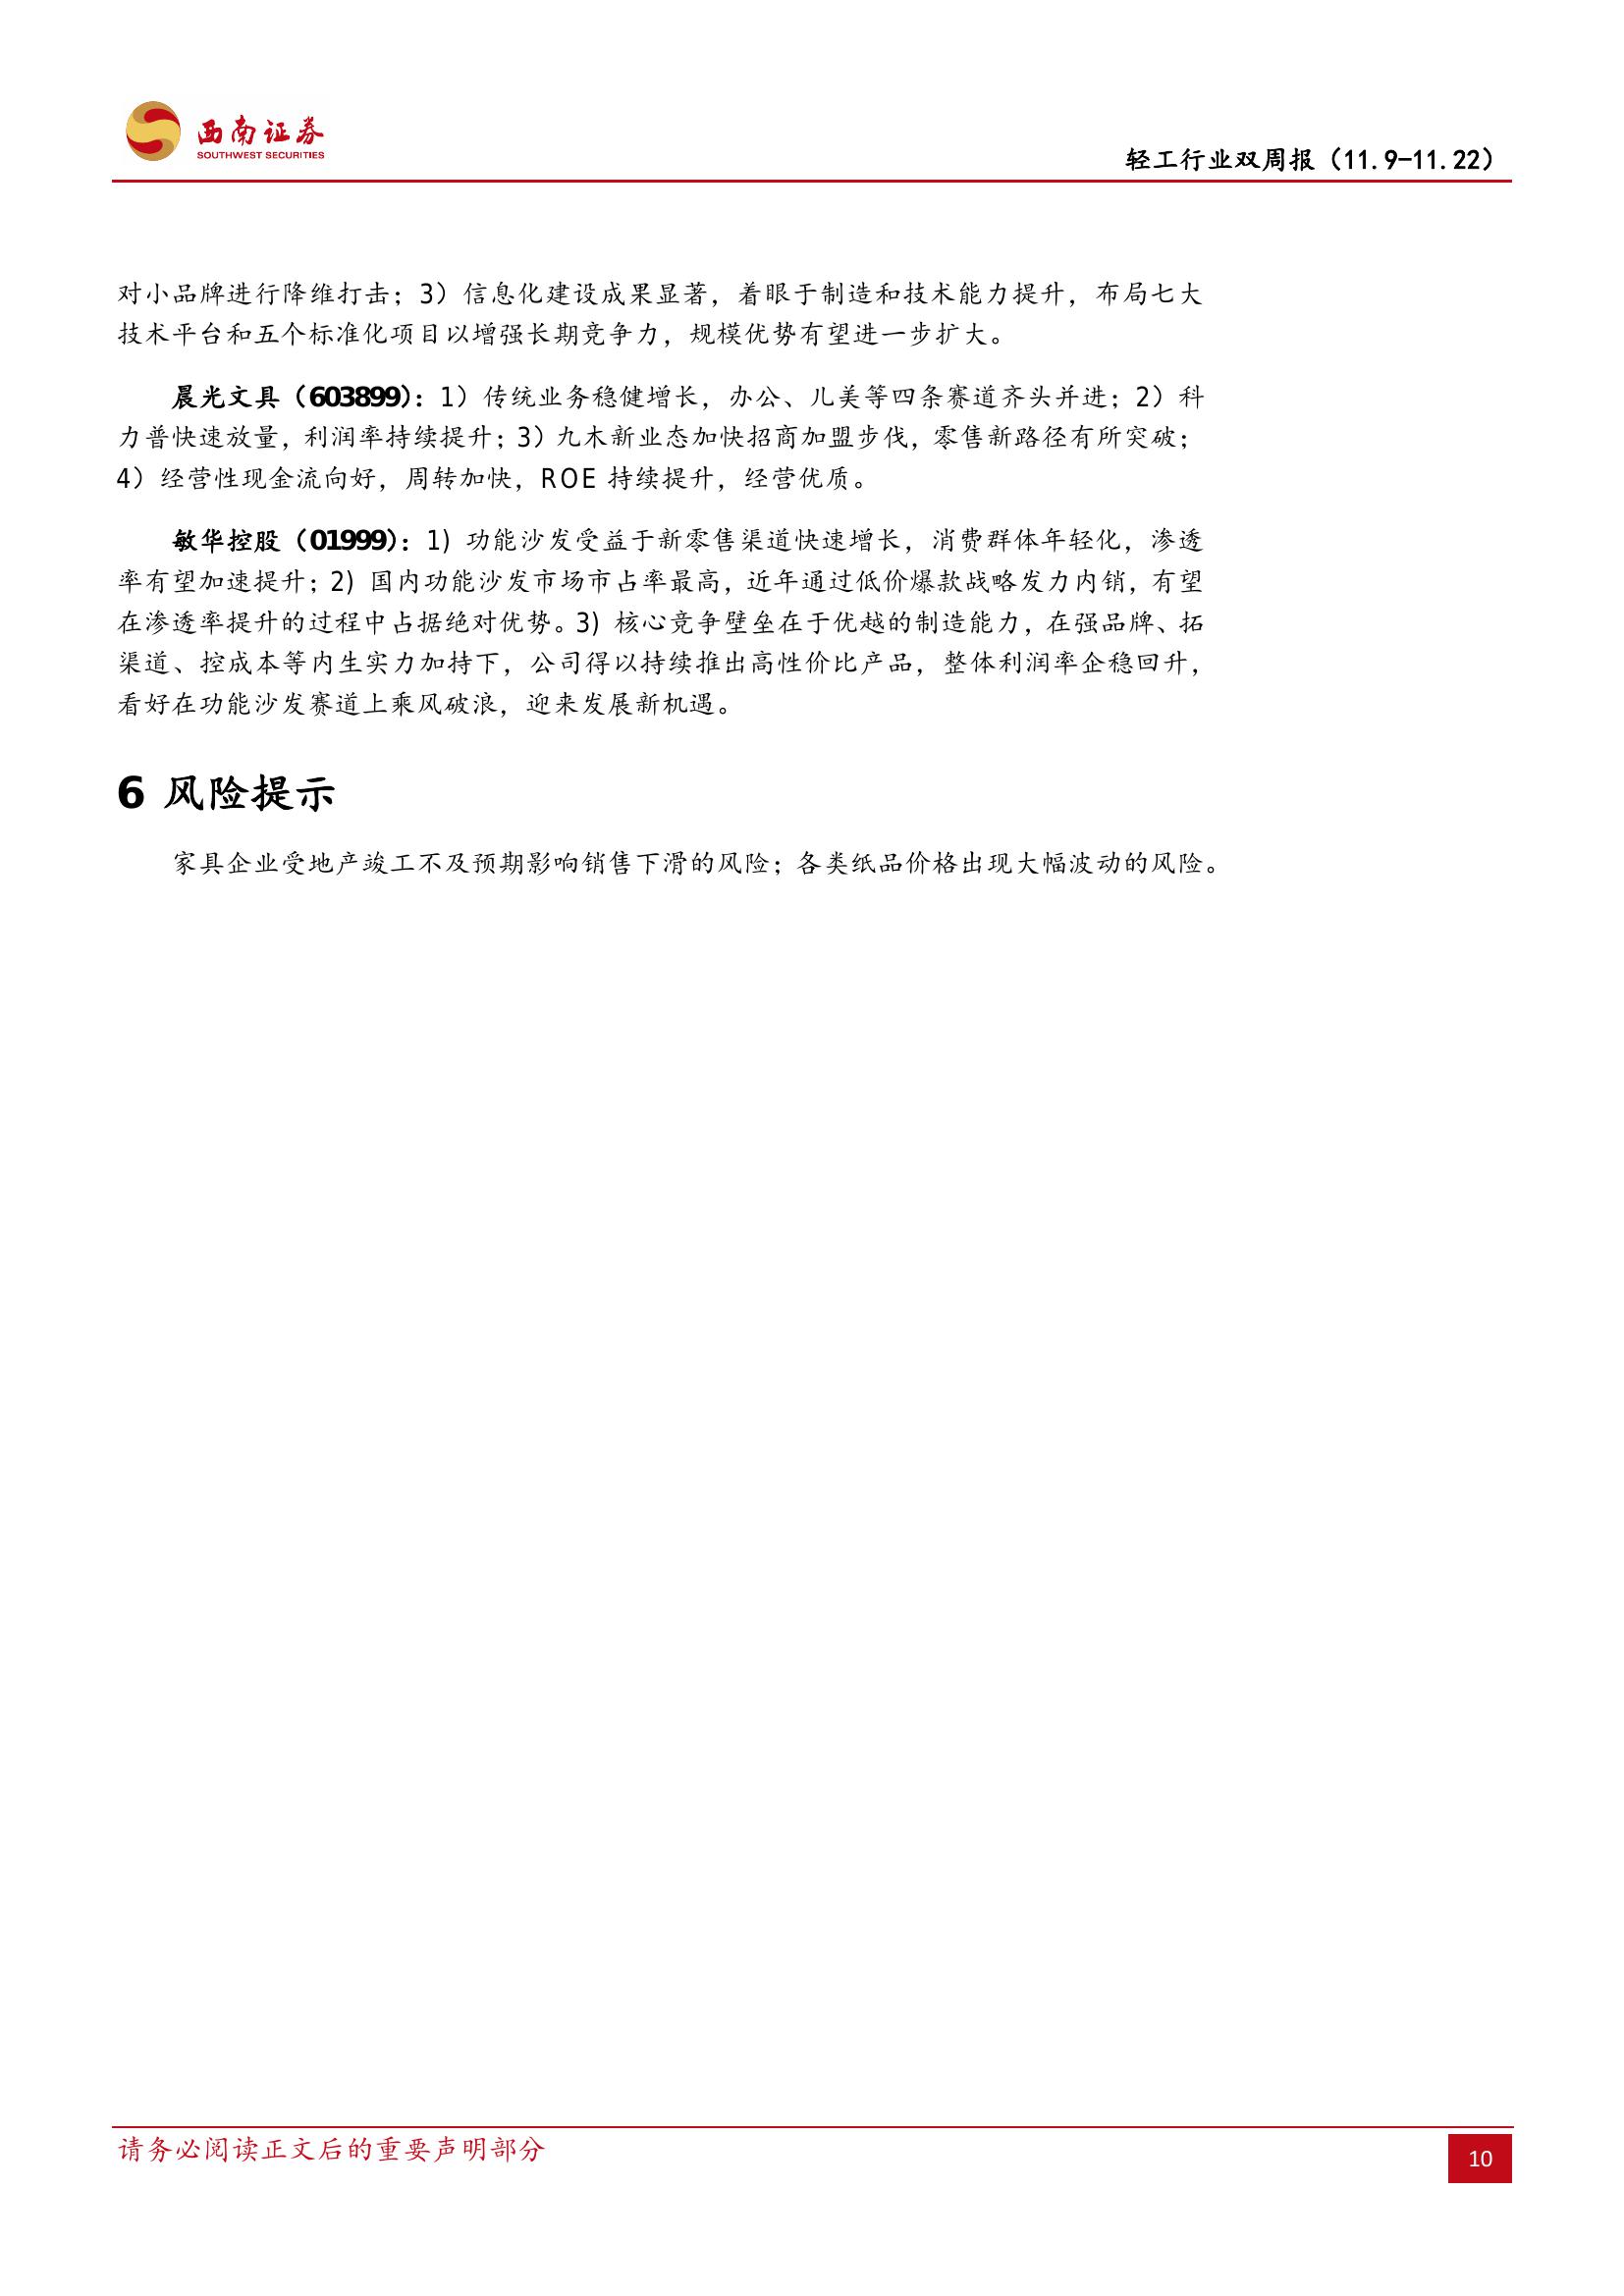 西南证券
SOUTHWEST SECURITIES
轻工行业双周报（11.9-11.22）
对小品牌进行降维打击；3）信息化建设成果显著，着眼于制造和技术能力提升，布局七大
技术平台和五个标准化项目以增强长期竞争力，规模优势有望进一步扩大。
晨光文具（603899）：1）传统业务稳健增长，办公、儿美等四条赛道齐头并进；2）科
力普快速放量，利润率持续提升；3）九木新业态加快招商加盟步伐，零售新路径有所突破；
4）经营性现金流向好，周转加快，ROE 持续提升，经营优质。
敏华控股（01999）：1) 功能沙发受益于新零售渠道快速增长，消费群体年轻化，渗透
率有望加速提升；2) 国内功能沙发市场市占率最高，近年通过低价爆款战略发力内销，有望
在渗透率提升的过程中占据绝对优势。3) 核心竞争壁垒在于优越的制造能力，在强品牌、拓
渠道、控成本等内生实力加持下，公司得以持续推出高性价比产品，整体利润率企稳回升，
看好在功能沙发赛道上乘风破浪，迎来发展新机遇。
6 风险提示
家具企业受地产竣工不及预期影响销售下滑的风险；各类纸品价格出现大幅波动的风险。
请务必阅读正文后的重要声明部分
10